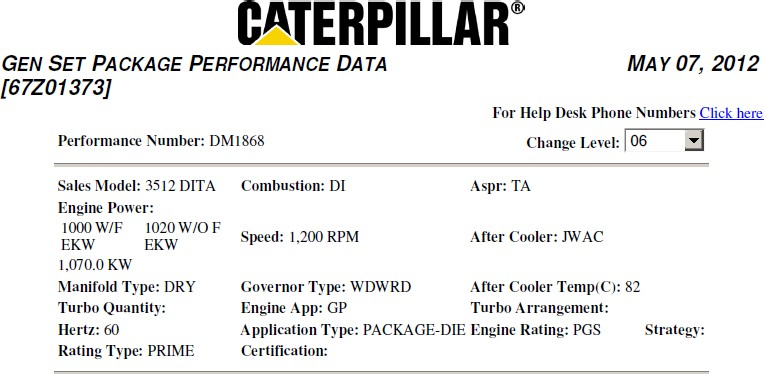 CATERPILLAR®
GEN SET PACKAGE PERFORMANCE DATA MAY 07, 2012
[67Z01373]
For Help Desk Phone Numbers Click here
Performance Number: DM1868 Change Level: 06
Sales Model: 3512 DITA Combustion: DI Aspr: TA
Engine Power:
1000 W/F 1020 W/O F
EKW EKW
Speed: 1,200 RPM After Cooler: JWAC
1,070.0 KW
Manifold Type: DRY Governor Type: WDWRD After Cooler Temp(C): 82
Turbo Quantity: Engine App: GP Turbo Arrangement:
Hertz: 60 Application Type: PACKAGE-DIE Engine Rating: PGS Strategy:
Rating Type: PRIME Certification: